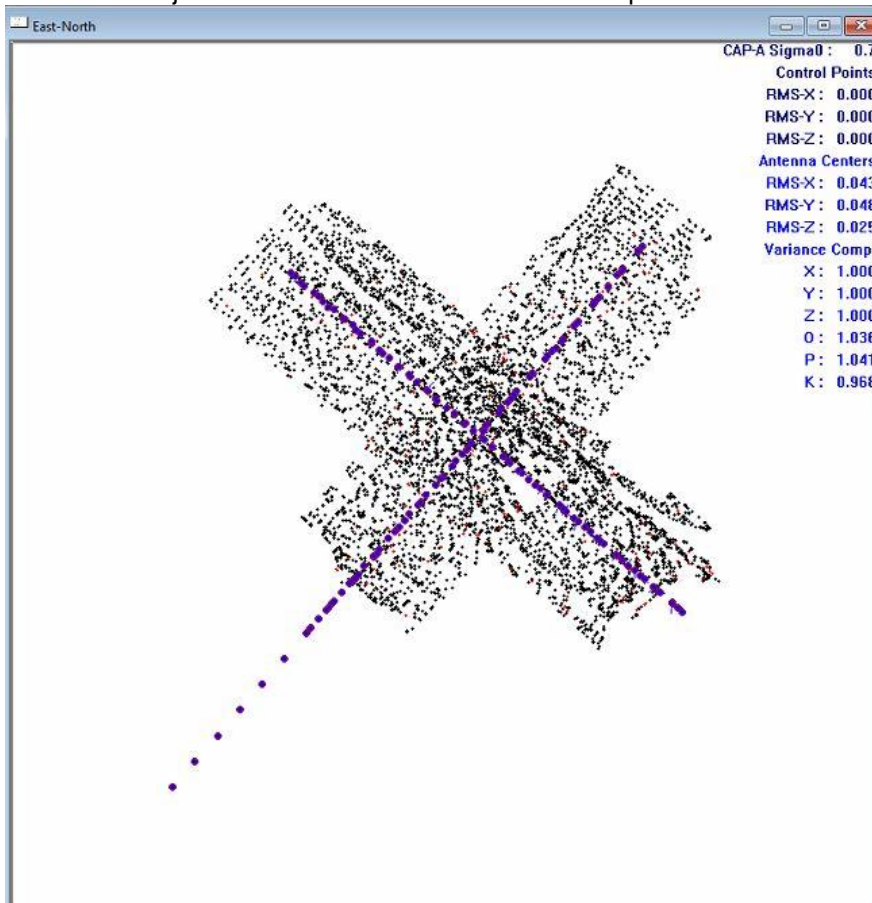 East-North
CAP-A Sigma0 : 0.7
Control Points
RMS-X : 0.000
RMS-Y : 0.000
RMS-Z : 0.000
Antenna Centers
RMS-X : 0.043
RMS-Y : 0.048
RMS-Z : 0.025
Variance Comp
X : 1.000
Y : 1.000
Z : 1.000
O : 1.036
P : 1.041
K : 0.968